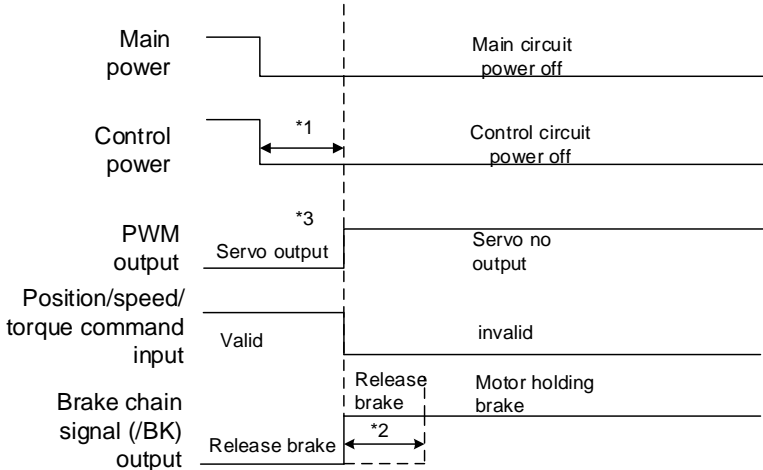 Main
power
Main circuit
power off
Control
power
*1
Control circuit
power off
PWM
output
*3
Servo output
Servo no
output
Position/speed/
torque command
input
Valid
invalid
Brake chain
signal (/BK)
output
Release brake
Release
brake
*2
Motor holding
brake